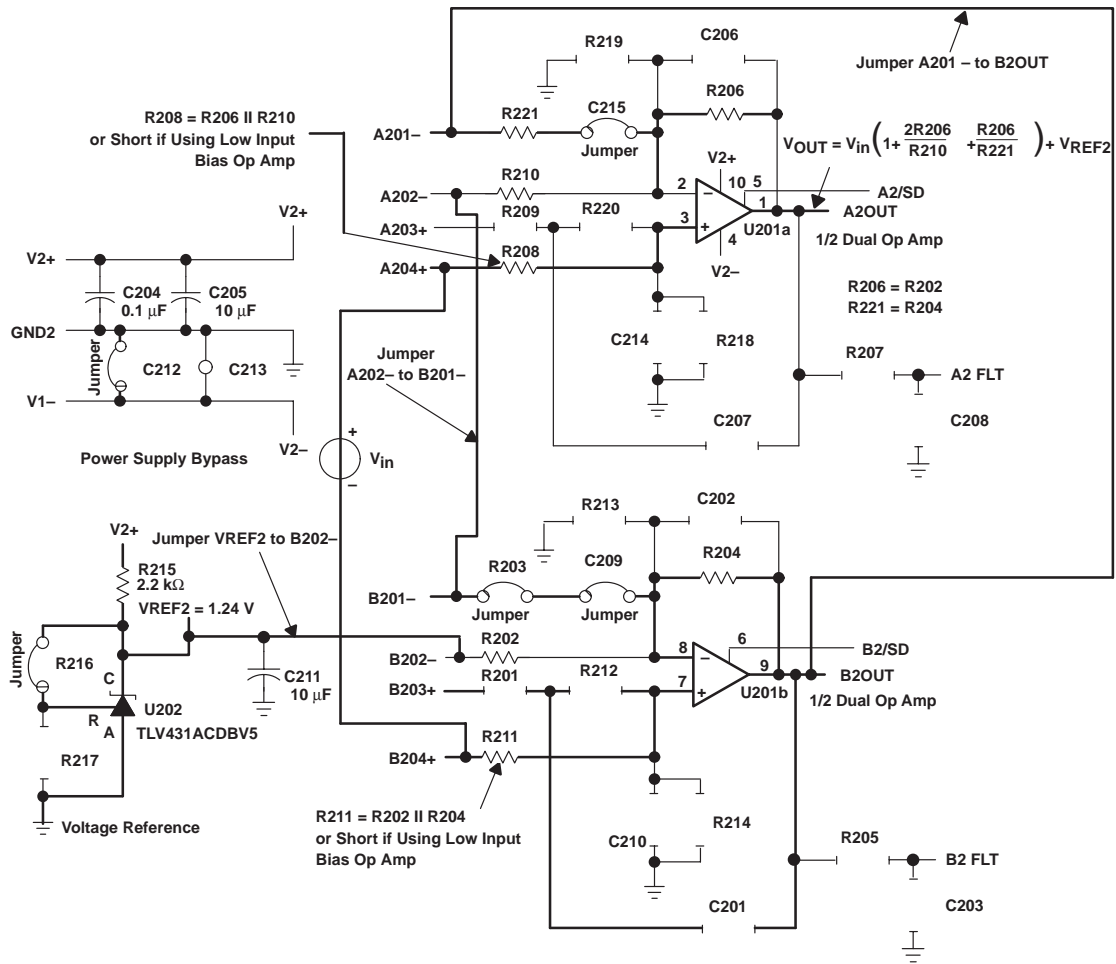 R219
C206
Jumper A201 – to B2OUT
R208 = R206 II R210
or Short if Using Low Input
Bias Op Amp
A201–
R221
C215
Jumper
R206
VOUT = Vin(1+ 2R206/R210 + R206/R221) + VREF2
V2+
A202–
R210
2
–
10
5
A2/SD
A203+
R209
R220
3
+
1
U201a
A2OUT
4
V2–
1/2 Dual Op Amp
A204+
R208
R206 = R202
R221 = R204
V2+
V2+
C204
0.1 µF
C205
10 µF
GND2
Jumper
C212
C213
V1–
V2–
Power Supply Bypass
Jumper
A202– to B201–
C214
R218
R207
A2 FLT
C207
C208
+
Vin
–
R213
C202
V2+
Jumper VREF2 to B202–
R215
2.2 kΩ
VREF2 = 1.24 V
B201–
R203
Jumper
C209
Jumper
R204
Jumper
R216
C
R
A
U202
TLV431ACDBV5
R217
Voltage Reference
C211
10 µF
B202–
R202
8
–
6
B2/SD
B203+
R201
R212
7
+
9
U201b
B2OUT
1/2 Dual Op Amp
B204+
R211
R211 = R202 II R204
or Short if Using Low Input
Bias Op Amp
C210
R214
R205
B2 FLT
C201
C203